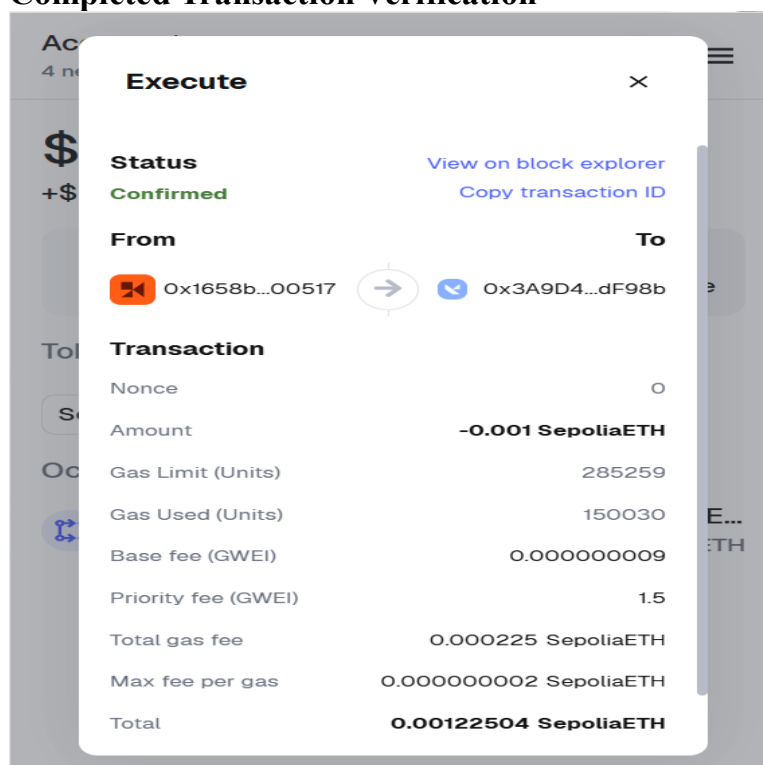 Completed Transaction Verification
Execute
Status View on block explorer
Confirmed Copy transaction ID
From To
0x1658b...00517 0x3A9D4...dF98b
Transaction
Nonce 0
Amount -0.001 SepoliaETH
Gas Limit (Units) 285259
Gas Used (Units) 150030
Base fee (GWEI) 0.000000009
Priority fee (GWEI) 1.5
Total gas fee 0.000225 SepoliaETH
Max fee per gas 0.000000002 SepoliaETH
Total 0.00122504 SepoliaETH